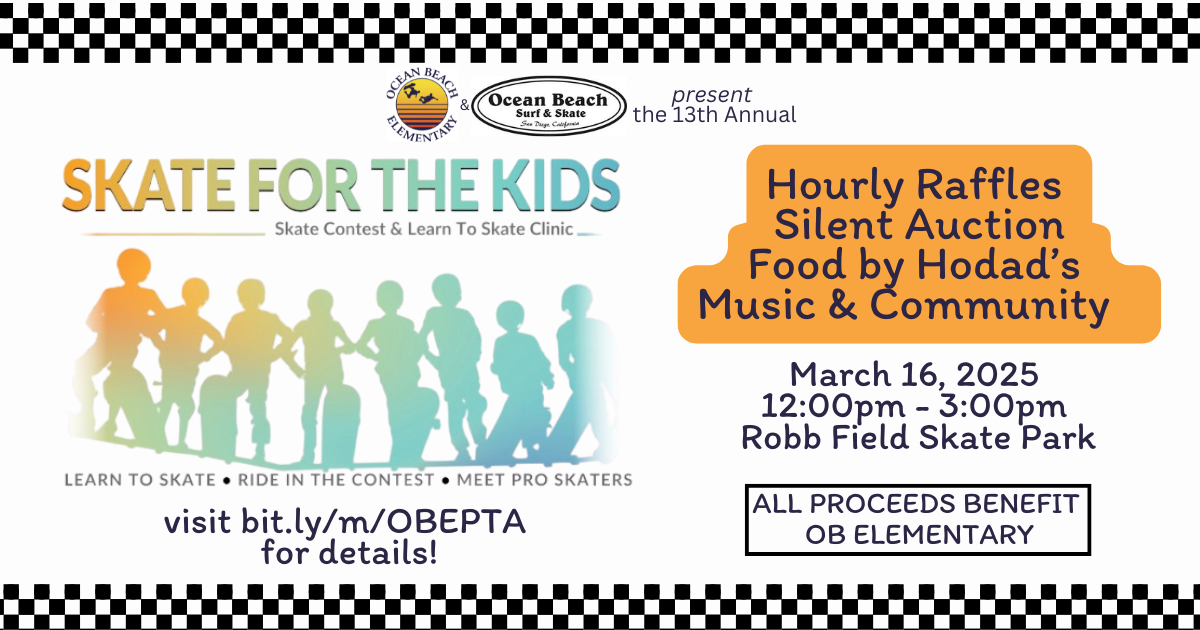 OCEAN BEACH
ELEMENTARY
&
Ocean Beach
Surf & Skate
San Diego, California
present
the 13th Annual
SKATE FOR THE KIDS
Skate Contest & Learn To Skate Clinic
LEARN TO SKATE • RIDE IN THE CONTEST • MEET PRO SKATERS
visit bit.ly/m/OBEPTA
for details!
Hourly Raffles
Silent Auction
Food by Hodad's
Music & Community
March 16, 2025
12:00pm - 3:00pm
Robb Field Skate Park
ALL PROCEEDS BENEFIT
OB ELEMENTARY